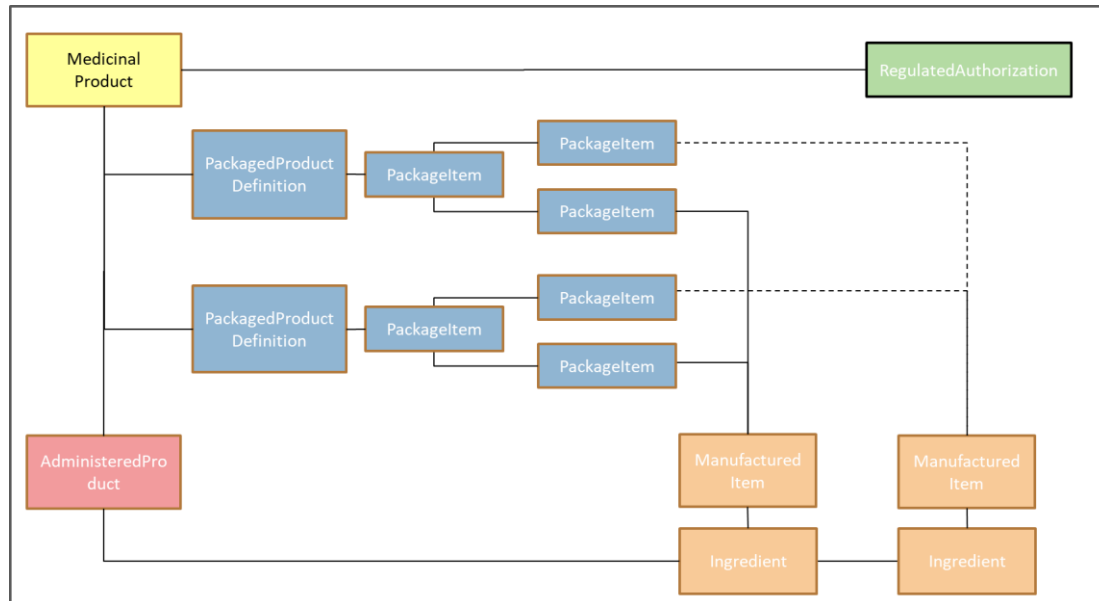 Medicinal
Product
RegulatedAuthorization
PackageItem
PackagedProduct
Definition
PackageItem
PackageItem
PackageItem
PackagedProduct
Definition
PackageItem
PackageItem
AdministeredPro
duct
Manufactured
Item
Manufactured
Item
Ingredient
Ingredient